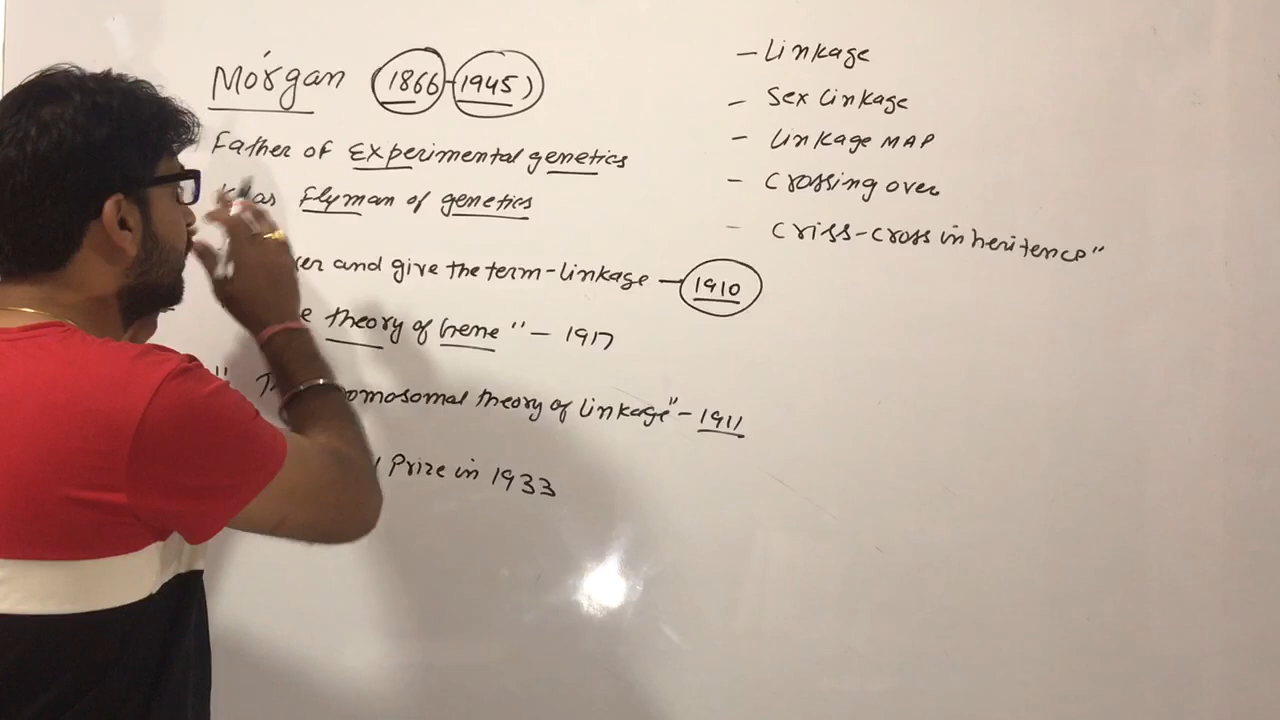 Morgan (1866-1945)
Father of Experimental genetics
as Flyman of genetics
and give the term-linkage - 1910
theory of Gene" - 1917
theory of linkage" - 1911
Prize in 1933
- Linkage
- Sex linkage
- Linkage MAP
- Crossing over
- Criss-cross inheritence"